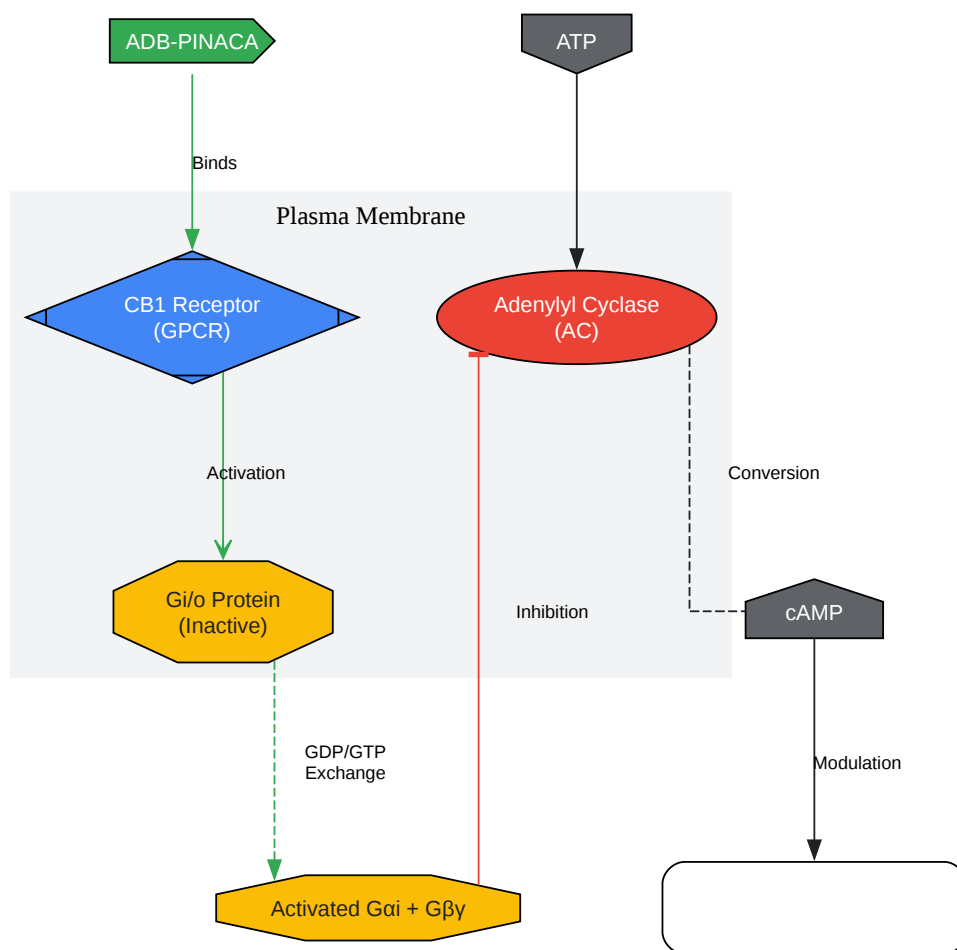 ADB-PINACA
ATP
Binds
Plasma Membrane
CB1 Receptor
(GPCR)
Adenylyl Cyclase
(AC)
Activation
Conversion
Gi/o Protein
(Inactive)
Inhibition
cAMP
GDP/GTP
Exchange
Modulation
Activated Gαi + Gβγ